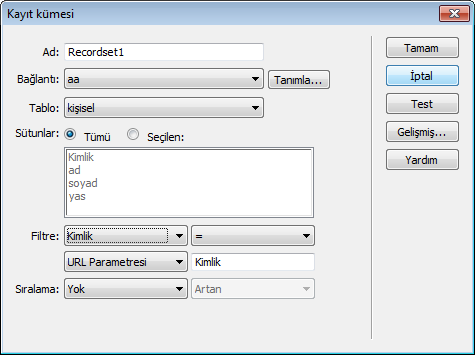 Kayıt kümesi
Ad: Recordset1
Bağlantı: aa Tanımla...
Tablo: kişisel
Sütunlar: Tümü Seçilen:
Kimlik
ad
soyad
yas
Filtre: Kimlik =
URL Parametresi Kimlik
Sıralama: Yok Artan
Tamam
İptal
Test
Gelişmiş...
Yardım